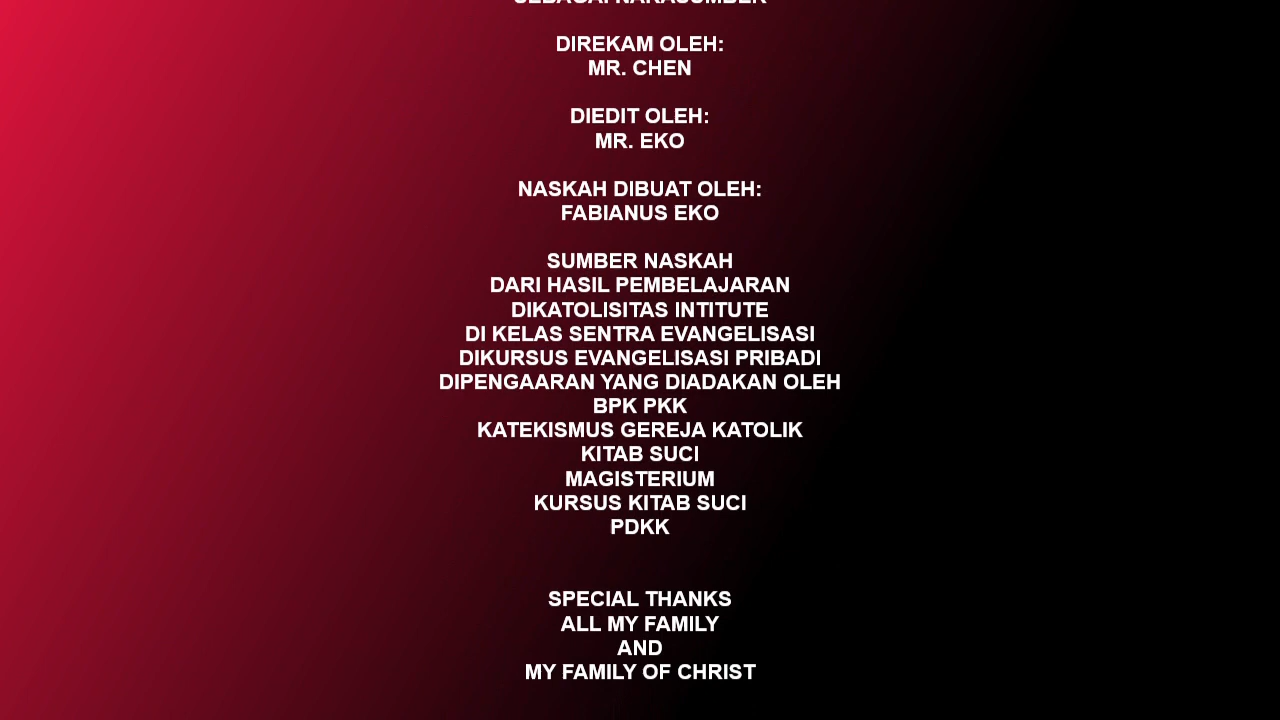 SEBAGAI NARASUMBER
DIREKAM OLEH:
MR. CHEN
DIEDIT OLEH:
MR. EKO
NASKAH DIBUAT OLEH:
FABIANUS EKO
SUMBER NASKAH
DARI HASIL PEMBELAJARAN
DIKATOLISITAS INTITUTE
DI KELAS SENTRA EVANGELISASI
DIKURSUS EVANGELISASI PRIBADI
DIPENGAARAN YANG DIADAKAN OLEH
BPK PKK
KATEKISMUS GEREJA KATOLIK
KITAB SUCI
MAGISTERIUM
KURSUS KITAB SUCI
PDKK
SPECIAL THANKS
ALL MY FAMILY
AND
MY FAMILY OF CHRIST